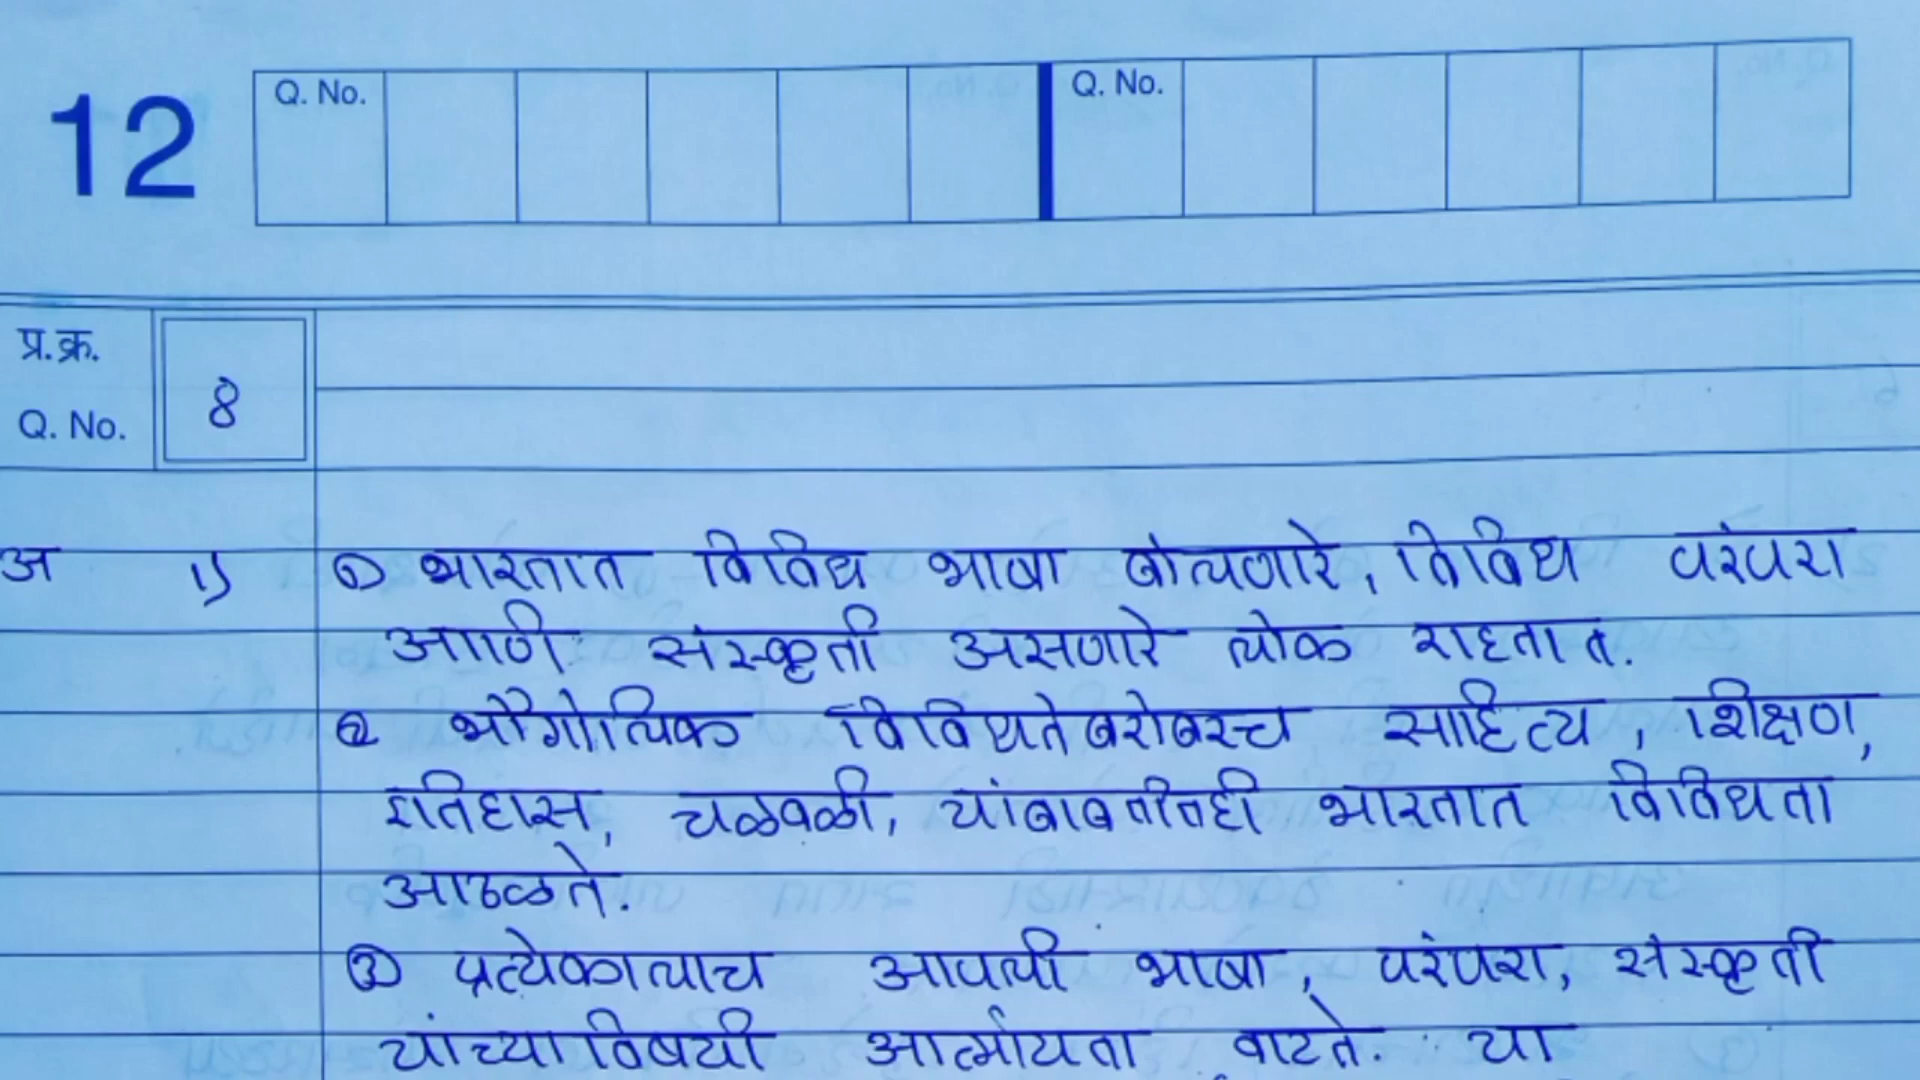 12 Q. No. Q. No.
प्र.क्र.
Q. No. 8
अ 1) ① भारतात विविध भाषा बोलणारे, विविध परंपरा
आणि संस्कृती असणारे लोक राहतात.
② भौगोलिक विविधतेबरोबरच साहित्य, शिक्षण,
इतिहास, चळवळी, यांबाबतीतही भारतात विविधता
आढळते.
③ प्रत्येकालाच आपली भाषा, परंपरा, संस्कृती
यांच्याविषयी आत्मीयता वाटते. या